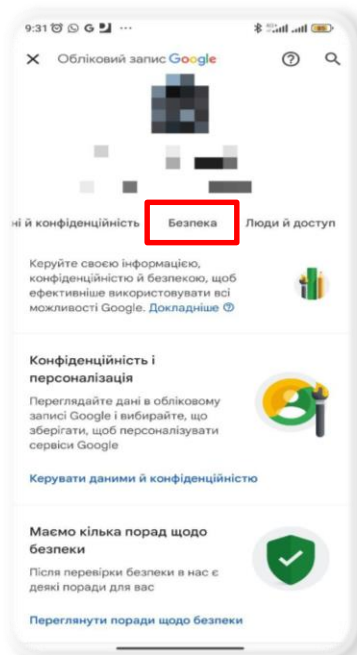 9:31
Обліковий запис Google
ні й конфіденційність Безпека Люди й доступ
Керуйте своєю інформацією,
конфіденційністю й безпекою, щоб
ефективніше використовувати всі
можливості Google. Докладніше
Конфіденційність і
персоналізація
Переглядайте дані в обліковому
записі Google і вибирайте, що
зберігати, щоб персоналізувати
сервіси Google
Керувати даними й конфіденційністю
Маємо кілька порад щодо
безпеки
Після перевірки безпеки в нас є
деякі поради для вас
Переглянути поради щодо безпеки